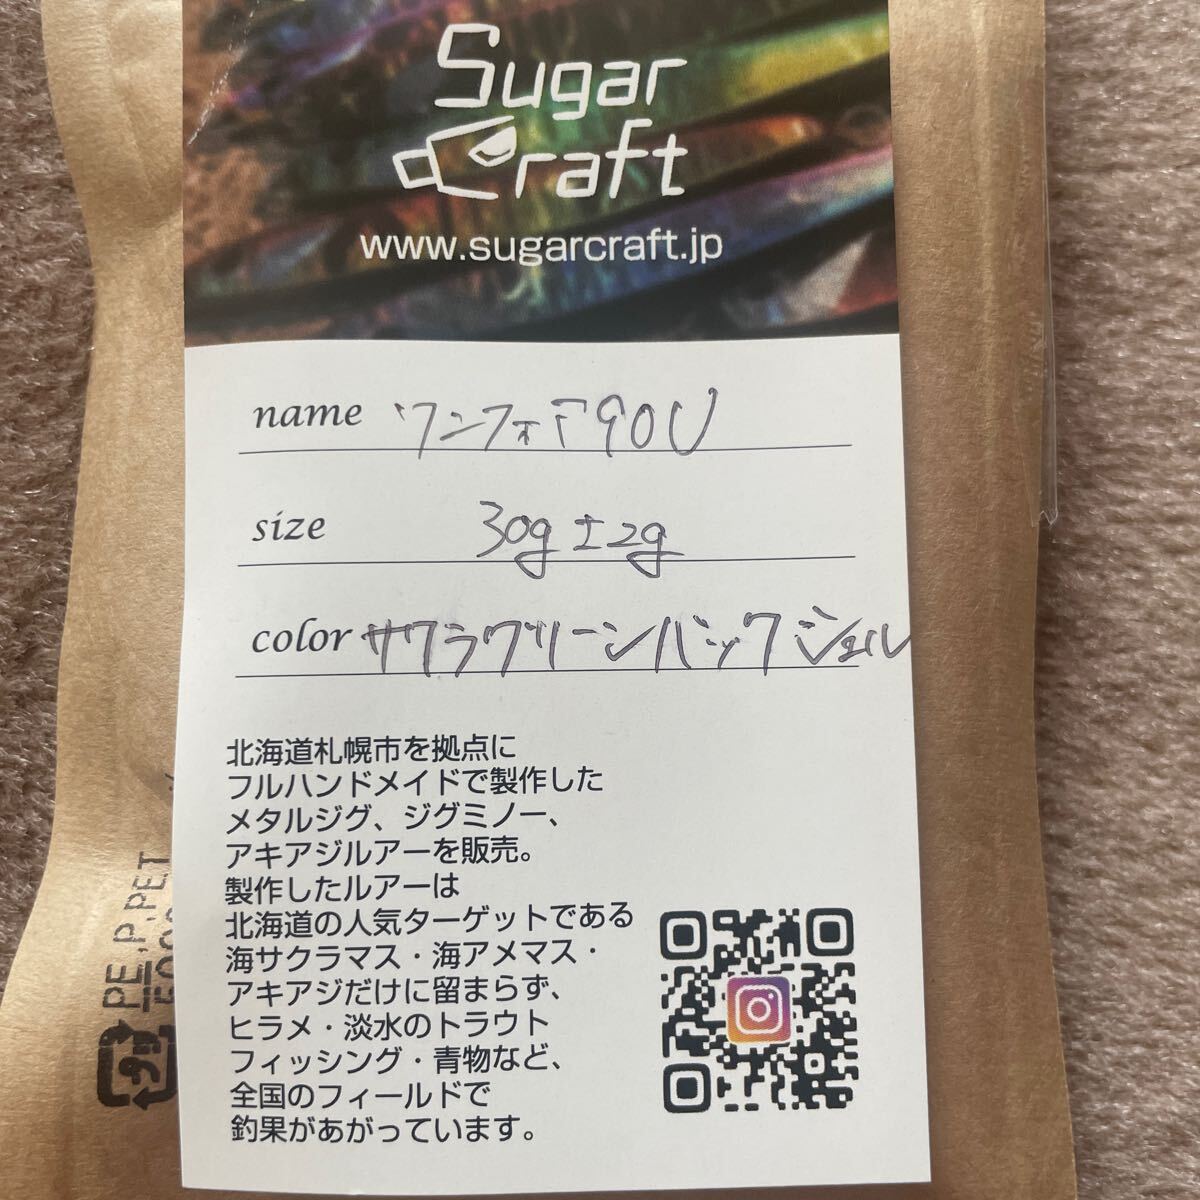 Sugar
Craft
www.sugarcraft.jp
name ワンフォF90U
size 30g±2g
color サクラグリーンバックシェル
北海道札幌市を拠点に
フルハンドメイドで製作した
メタルジグ、ジグミノー、
アキアジルアーを販売。
製作したルアーは
北海道の人気ターゲットである
海サクラマス・海アメマス・
アキアジだけに留まらず、
ヒラメ・淡水のトラウト
フィッシング・青物など、
全国のフィールドで
釣果があがっています。
PE,P,PET